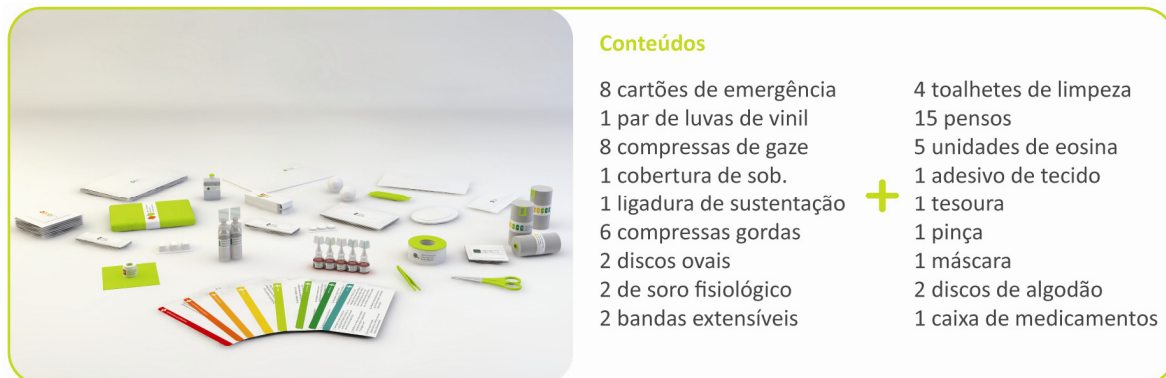 Conteúdos
8 cartões de emergência
1 par de luvas de vinil
8 compressas de gaze
1 cobertura de sob.
1 ligadura de sustentação
6 compressas gordas
2 discos ovais
2 de soro fisiológico
2 bandas extensíveis
+
4 toalhetes de limpeza
15 pensos
5 unidades de eosina
1 adesivo de tecido
1 tesoura
1 pinça
1 máscara
2 discos de algodão
1 caixa de medicamentos